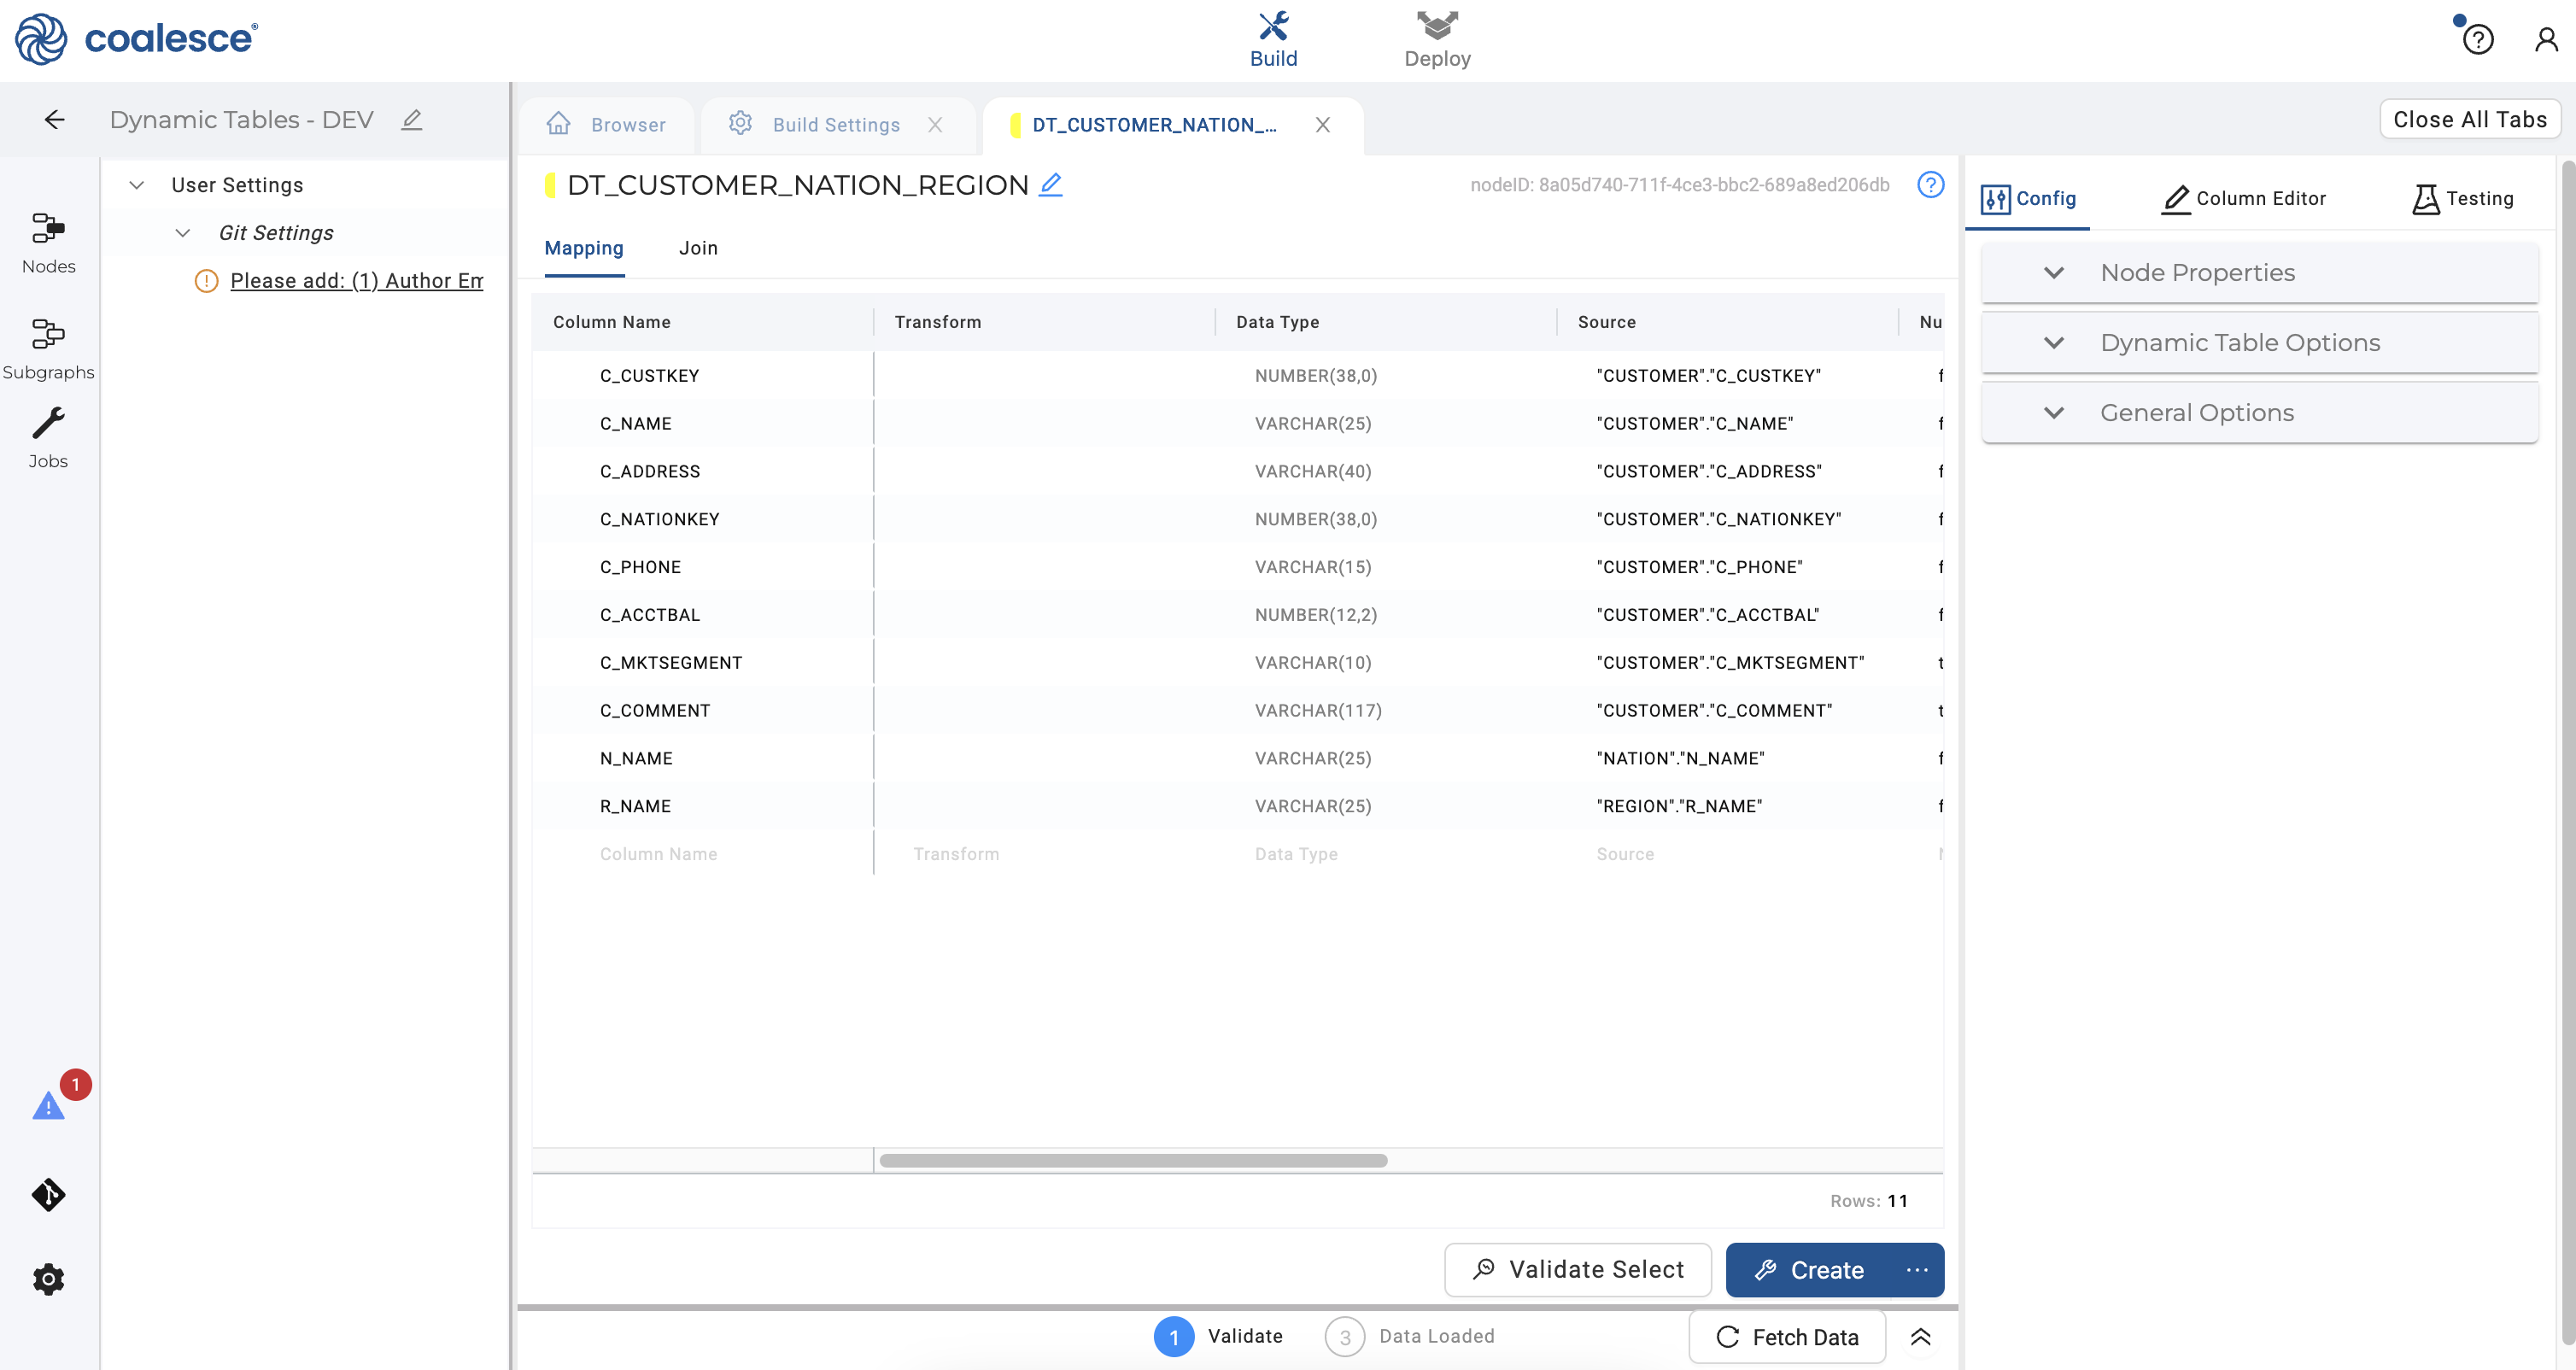 coalesce
Build
Deploy
Dynamic Tables - DEV
Browser
Build Settings
DT_CUSTOMER_NATION_...
Close All Tabs
Nodes
Subgraphs
Jobs
1
User Settings
Git Settings
Please add: (1) Author Em
DT_CUSTOMER_NATION_REGION
nodeID: 8a05d740-711f-4ce3-bbc2-689a8ed206db
Mapping Join
Column Name Transform Data Type Source Nu
C_CUSTKEY NUMBER(38,0) "CUSTOMER"."C_CUSTKEY" f
C_NAME VARCHAR(25) "CUSTOMER"."C_NAME" f
C_ADDRESS VARCHAR(40) "CUSTOMER"."C_ADDRESS" f
C_NATIONKEY NUMBER(38,0) "CUSTOMER"."C_NATIONKEY" f
C_PHONE VARCHAR(15) "CUSTOMER"."C_PHONE" f
C_ACCTBAL NUMBER(12,2) "CUSTOMER"."C_ACCTBAL" f
C_MKTSEGMENT VARCHAR(10) "CUSTOMER"."C_MKTSEGMENT" t
C_COMMENT VARCHAR(117) "CUSTOMER"."C_COMMENT" t
N_NAME VARCHAR(25) "NATION"."N_NAME" f
R_NAME VARCHAR(25) "REGION"."R_NAME" f
Column Name Transform Data Type Source
Rows: 11
Validate Select
Create ...
1 Validate
3 Data Loaded
Fetch Data
Config
Column Editor
Testing
Node Properties
Dynamic Table Options
General Options